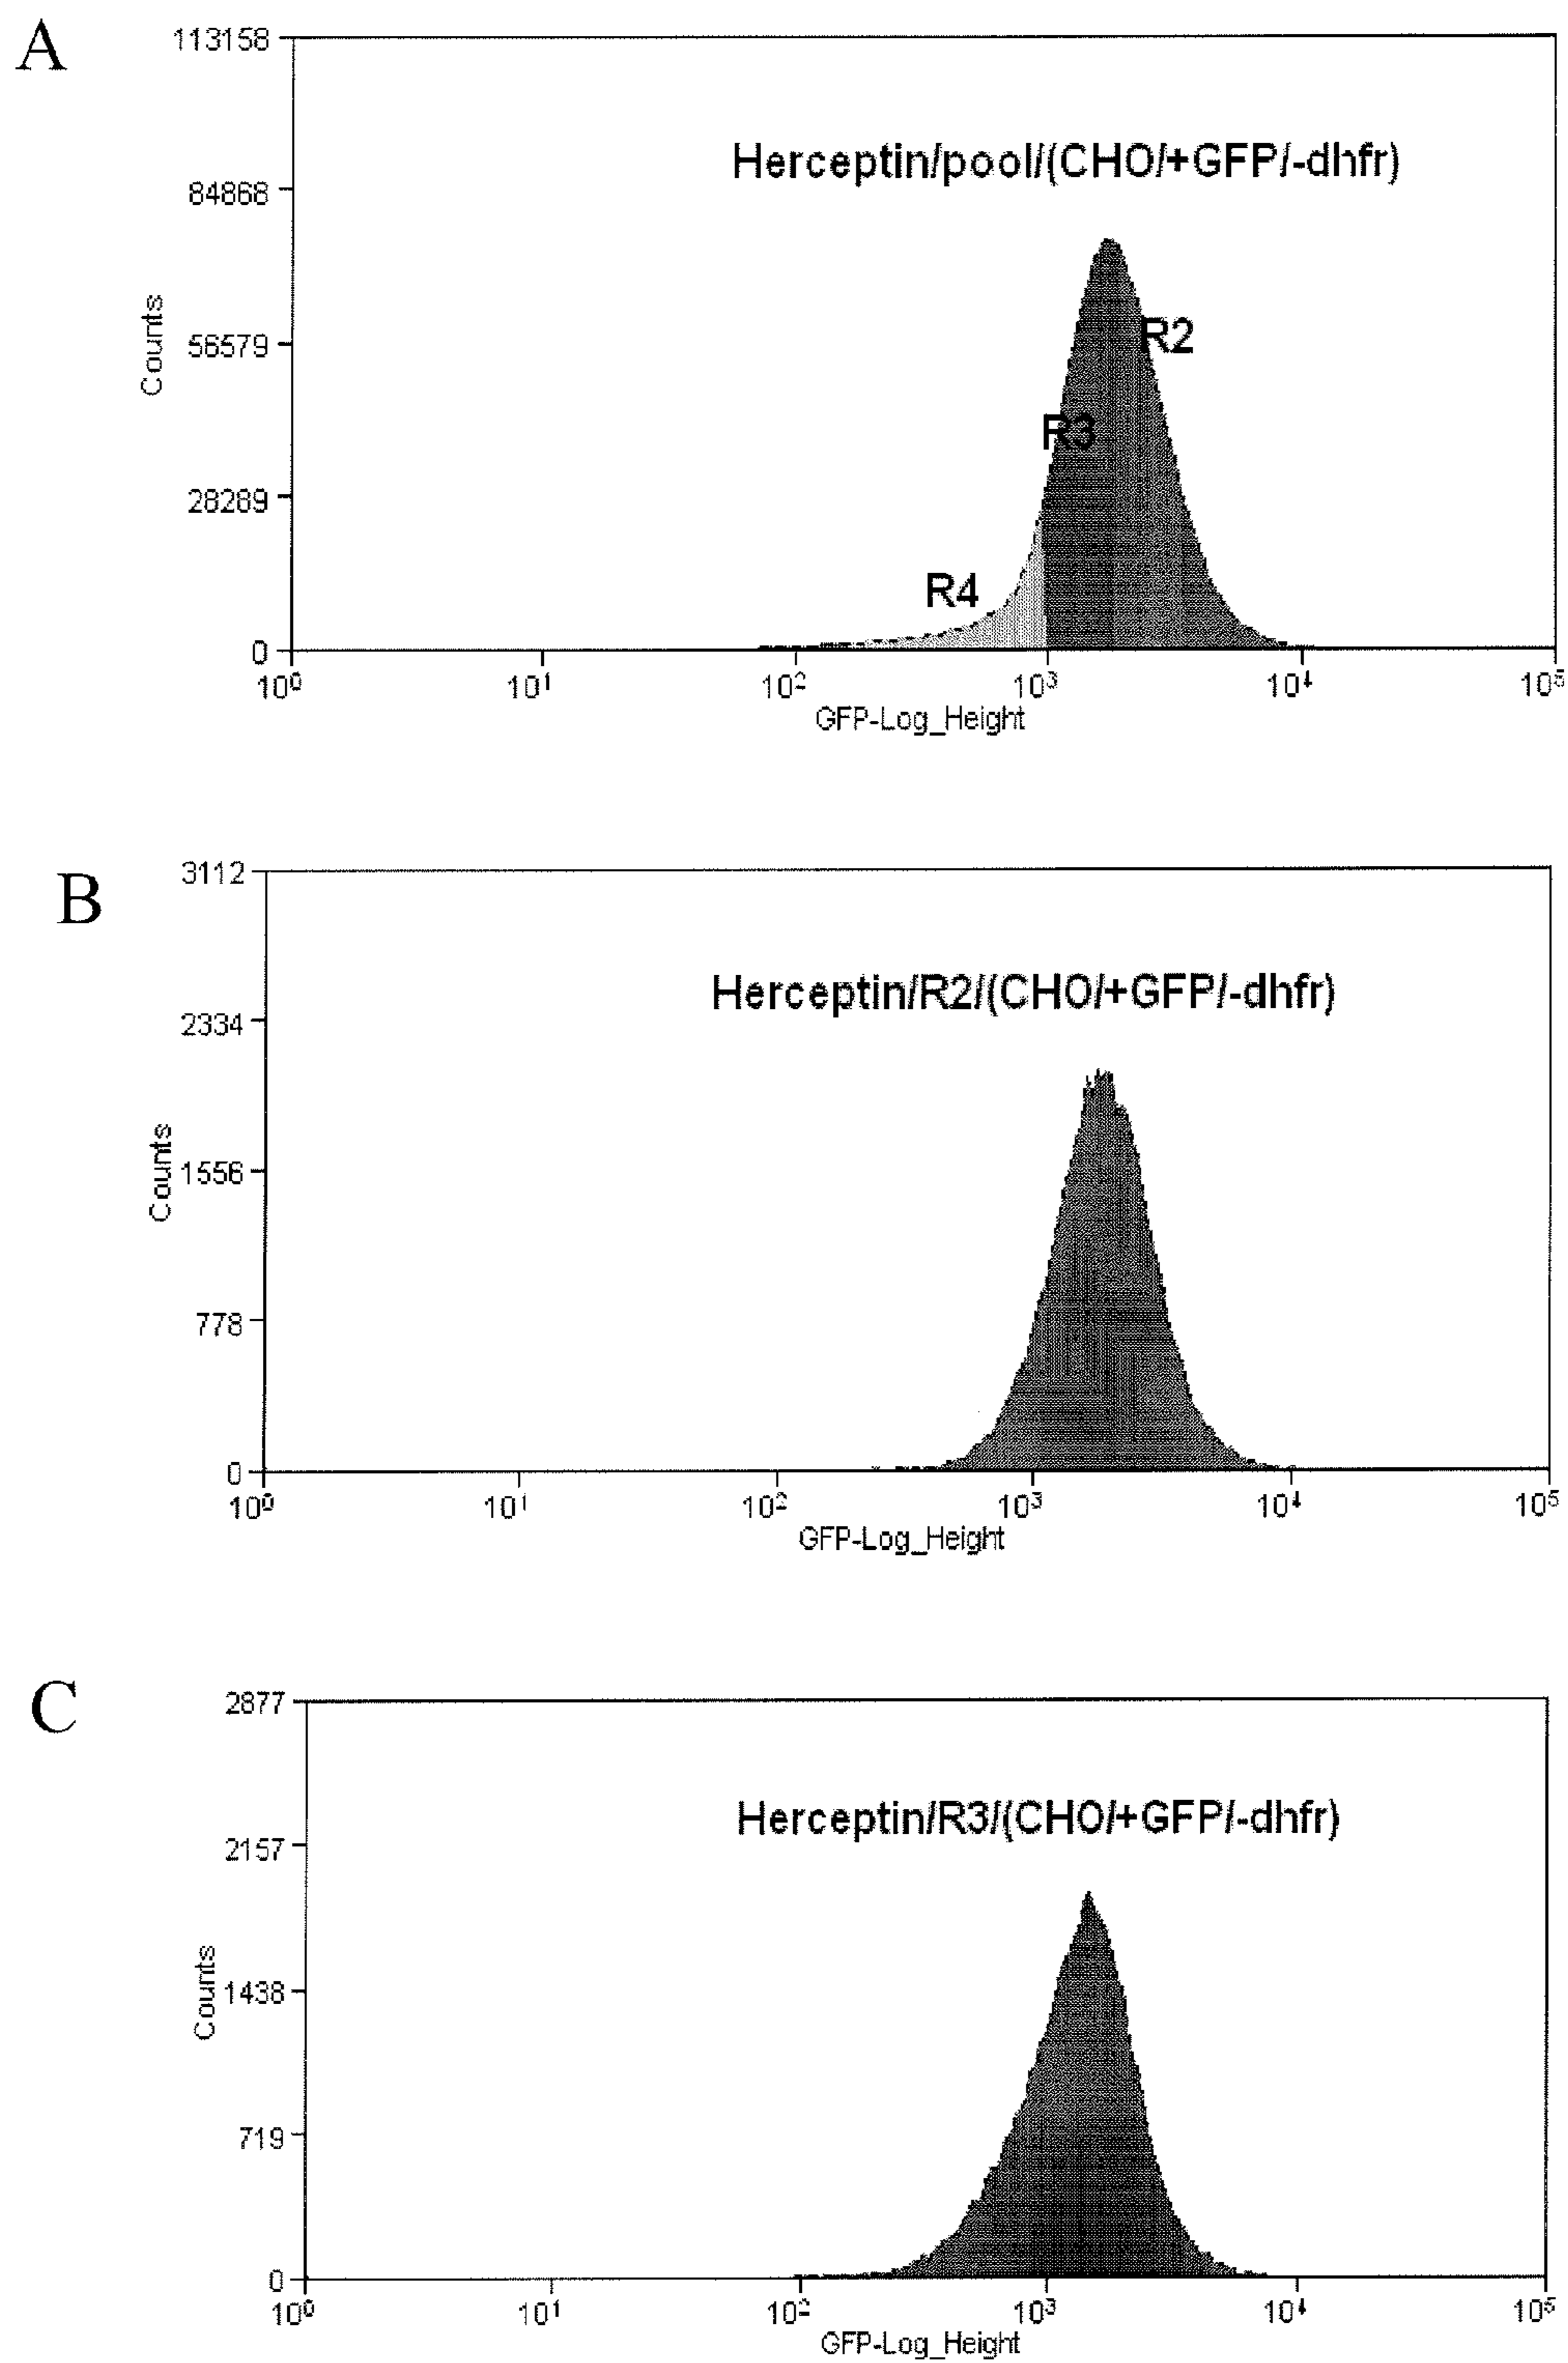 A
113158
Herceptin/pool/(CHO/+GFP/-dhfr)
84868
R2
56579
Counts
R3
28289
R4
0
10⁰ 10¹ 10² 10³ 10⁴ 10⁵
GFP-Log_Height
B
3112
Herceptin/R2/(CHO/+GFP/-dhfr)
2334
Counts
1556
778
0
10⁰ 10¹ 10² 10³ 10⁴ 10⁵
GFP-Log_Height
C
2877
Herceptin/R3/(CHO/+GFP/-dhfr)
2157
Counts
1438
719
0
10⁰ 10¹ 10² 10³ 10⁴ 10⁵
GFP-Log_Height